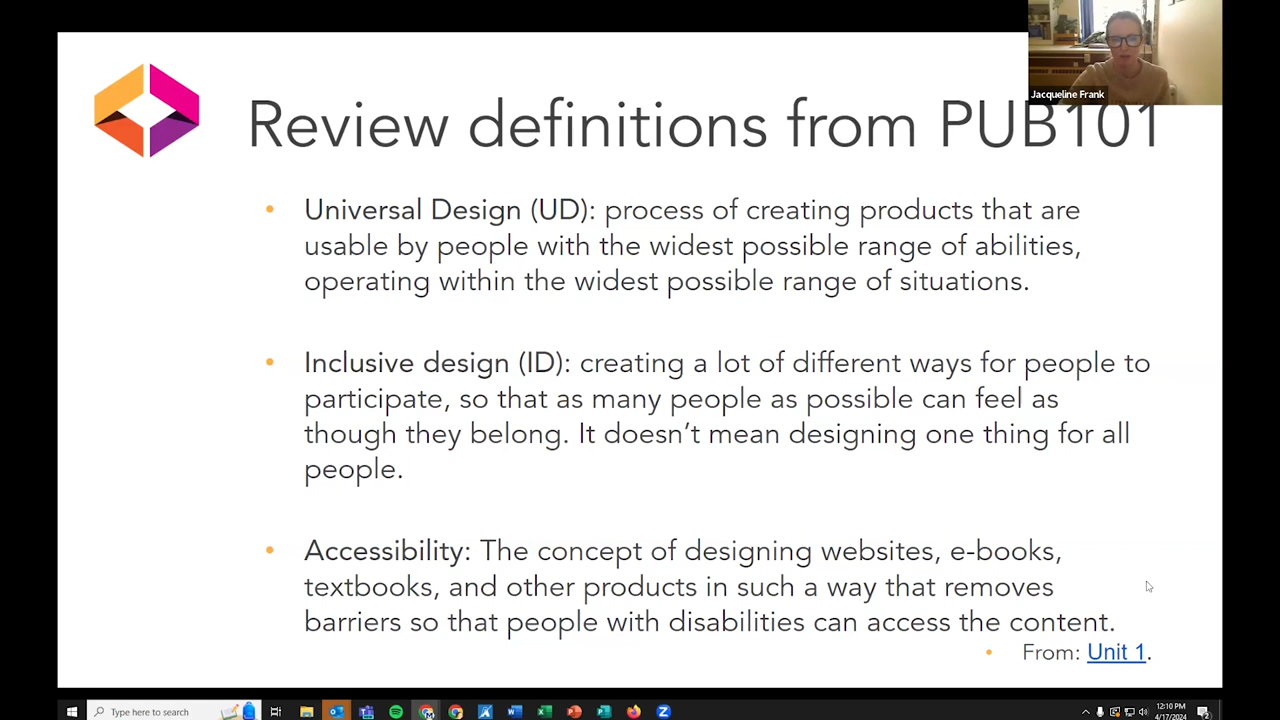 Jacqueline Frank
Review definitions from PUB101
• Universal Design (UD): process of creating products that are
usable by people with the widest possible range of abilities,
operating within the widest possible range of situations.
• Inclusive design (ID): creating a lot of different ways for people to
participate, so that as many people as possible can feel as
though they belong. It doesn’t mean designing one thing for all
people.
• Accessibility: The concept of designing websites, e-books,
textbooks, and other products in such a way that removes
barriers so that people with disabilities can access the content.
• From: Unit 1.
Type here to search
12:10 PM
4/17/2024